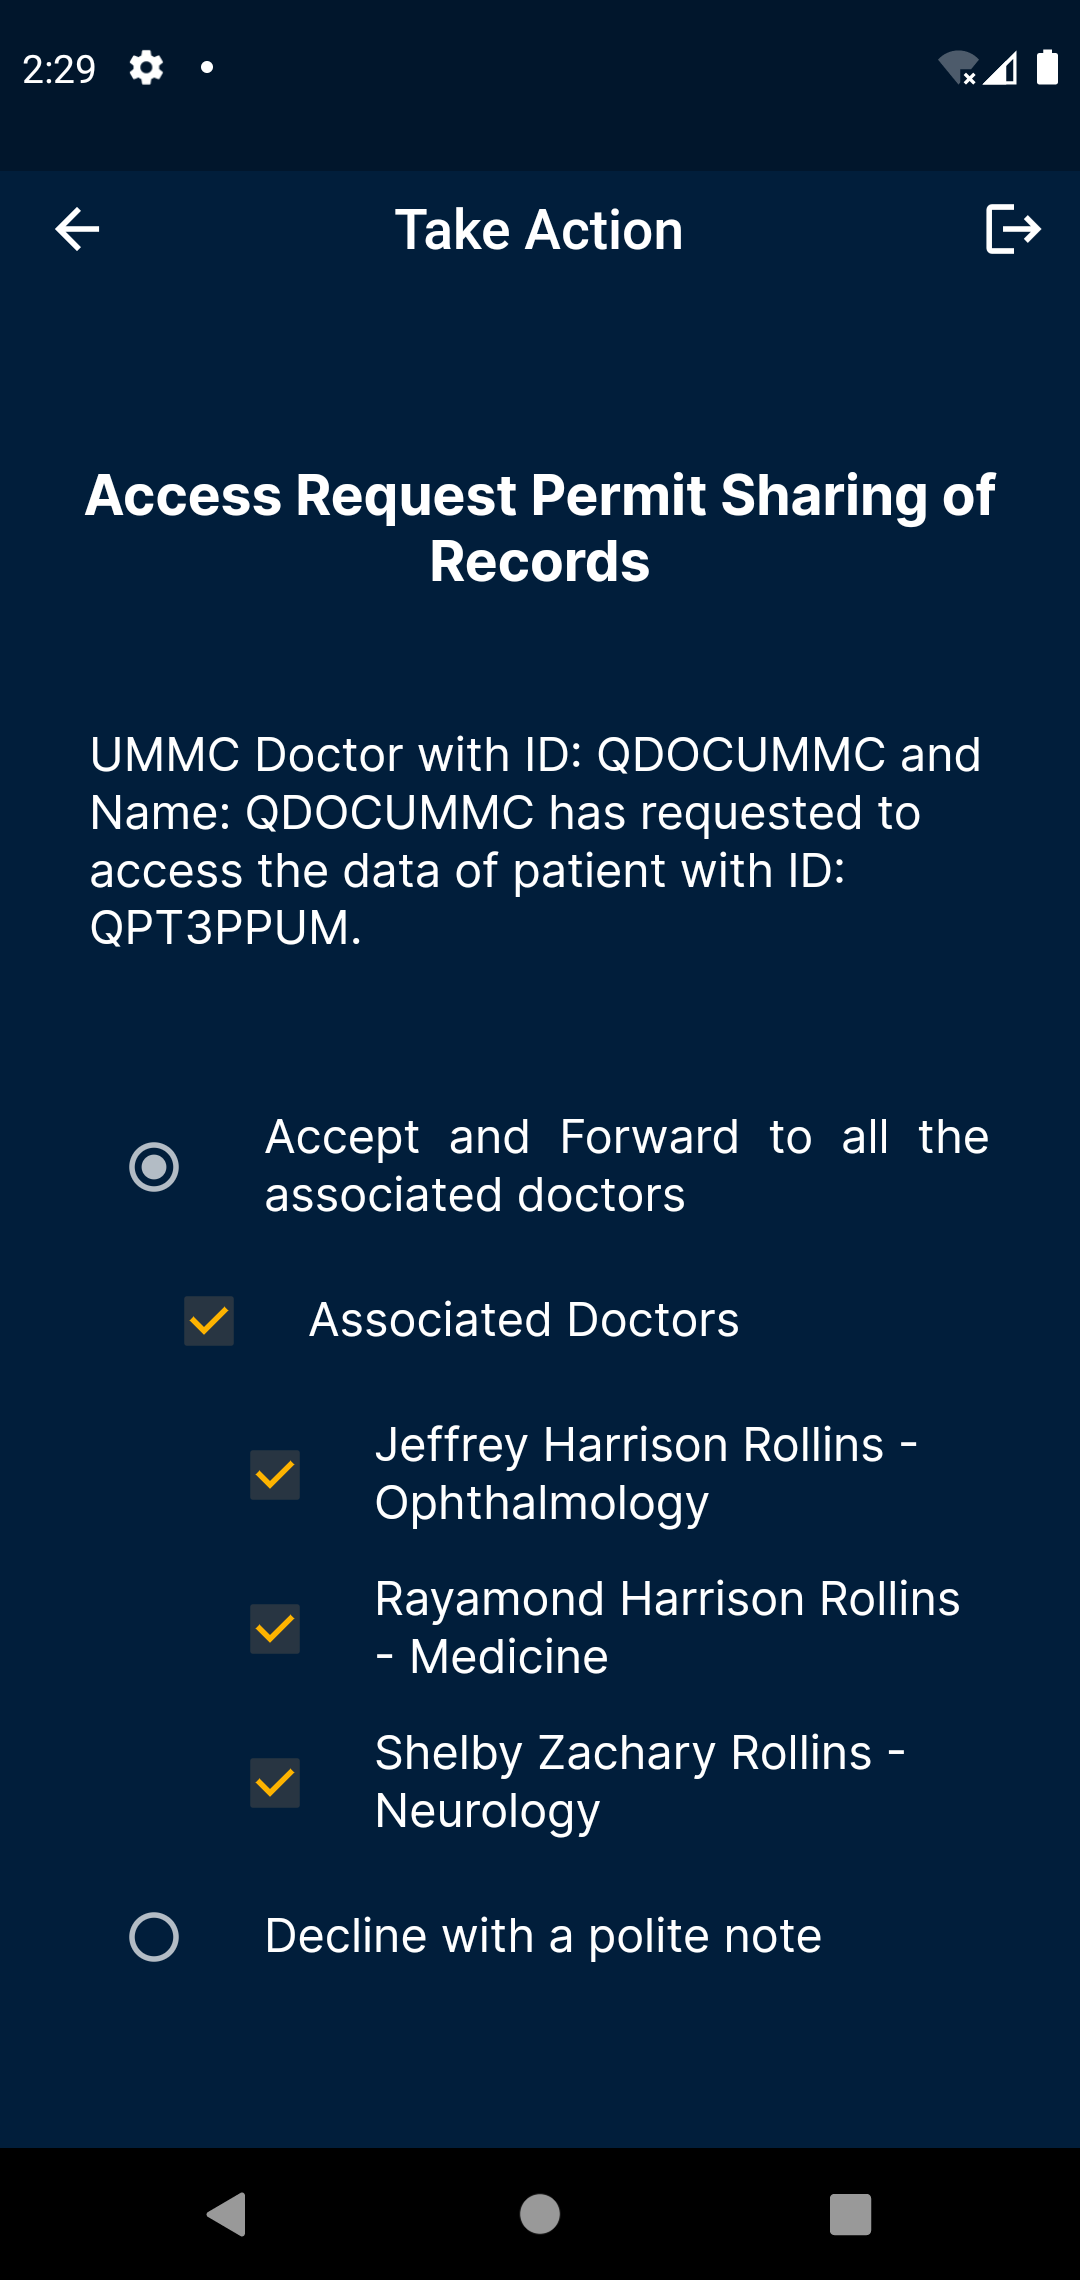 2:29
Take Action
Access Request Permit Sharing of
Records
UMMC Doctor with ID: QDOCUMMC and
Name: QDOCUMMC has requested to
access the data of patient with ID:
QPT3PPUM.
Accept and Forward to all the
associated doctors
Associated Doctors
Jeffrey Harrison Rollins -
Ophthalmology
Rayamond Harrison Rollins
- Medicine
Shelby Zachary Rollins -
Neurology
Decline with a polite note